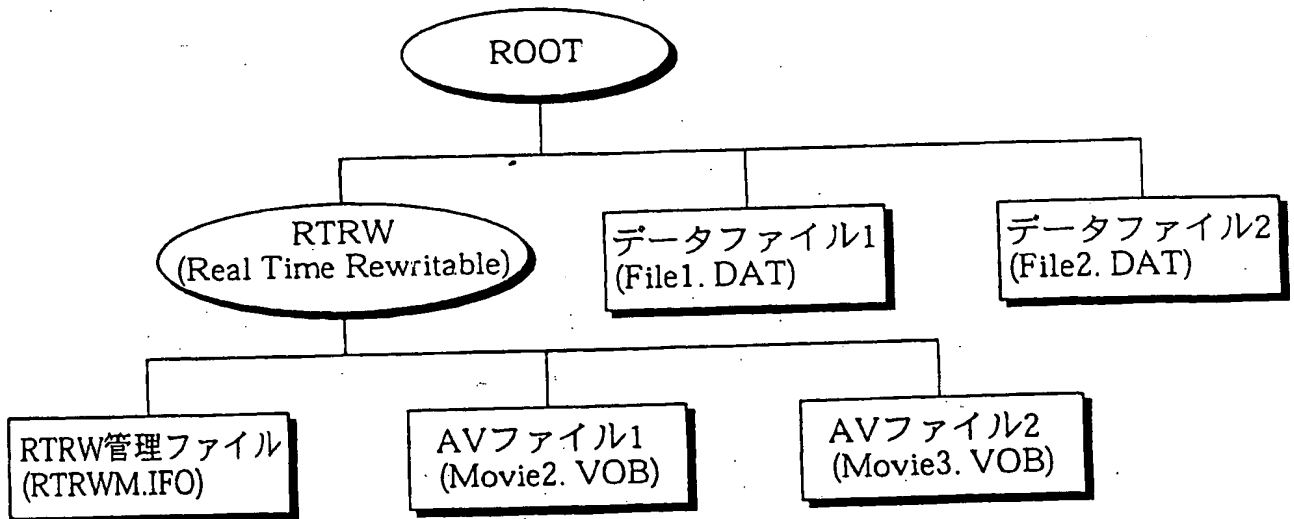 ROOT
RTRW
(Real Time Rewritable)
データファイル1
(File1. DAT)
データファイル2
(File2. DAT)
RTRW管理ファイル
(RTRWM.IFO)
AVファイル1
(Movie2. VOB)
AVファイル2
(Movie3. VOB)